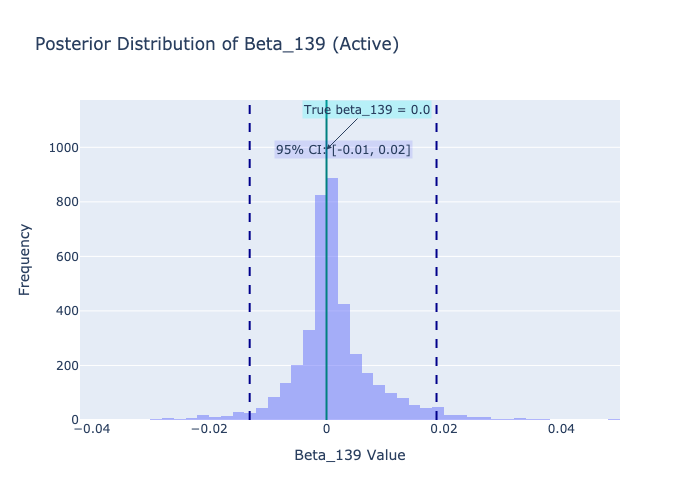 Posterior Distribution of Beta_139 (Active)
True beta_139 = 0.0
95% CI: [-0.01, 0.02]
Frequency
1000
800
600
400
200
0
−0.04
−0.02
0
0.02
0.04
Beta_139 Value